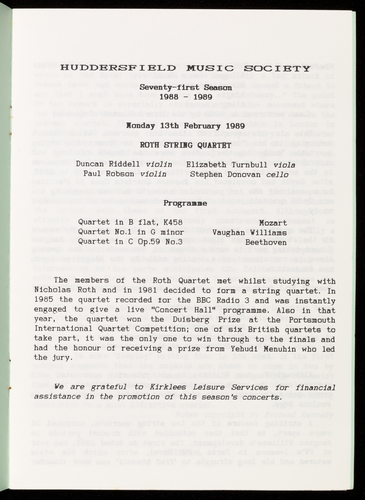 HUDDERSFIELD MUSIC SOCIETY
Seventy-first Season
1988 - 1989
Monday 13th February 1989
ROTH STRING QUARTET
Duncan Riddell violin Elizabeth Turnbull viola
Paul Robson violin Stephen Donovan cello
Programme
Quartet in B flat, K458 Mozart
Quartet No.1 in G minor Vaughan Williams
Quartet in C Op.59 No.3 Beethoven
The members of the Roth Quartet met whilst studying with
Nicholas Roth and in 1981 decided to form a string quartet. In
1985 the quartet recorded for the BBC Radio 3 and was instantly
engaged to give a live "Concert Hall" programme. Also in that
year, the quartet won the Duisberg Prize at the Portsmouth
International Quartet Competition; one of six British quartets to
take part, it was the only one to win through to the finals and
had the honour of receiving a prize from Yehudi Menuhin who led
the jury.
We are grateful to Kirklees Leisure Services for financial
assistance in the promotion of this season's concerts.